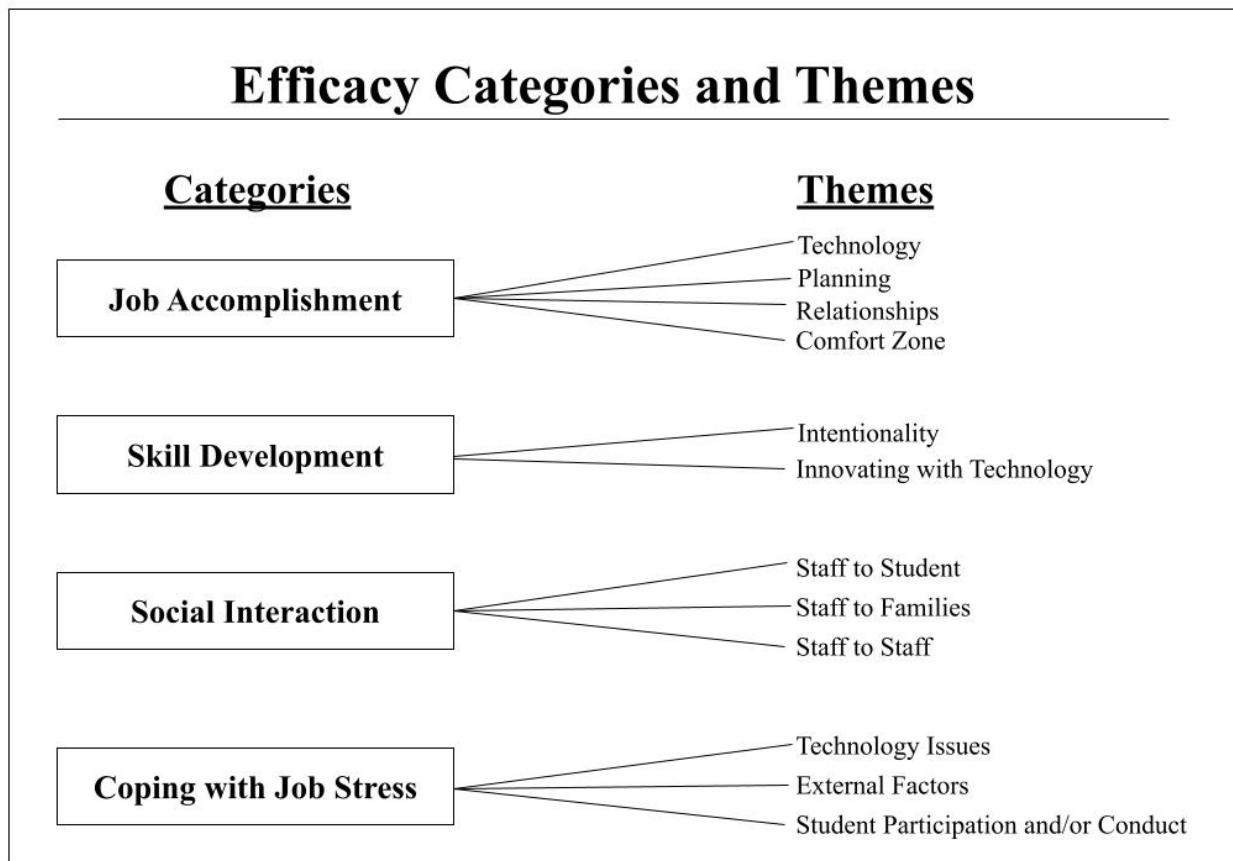 Efficacy Categories and Themes
Categories
Themes
Job Accomplishment
Technology
Planning
Relationships
Comfort Zone
Skill Development
Intentionality
Innovating with Technology
Social Interaction
Staff to Student
Staff to Families
Staff to Staff
Coping with Job Stress
Technology Issues
External Factors
Student Participation and/or Conduct